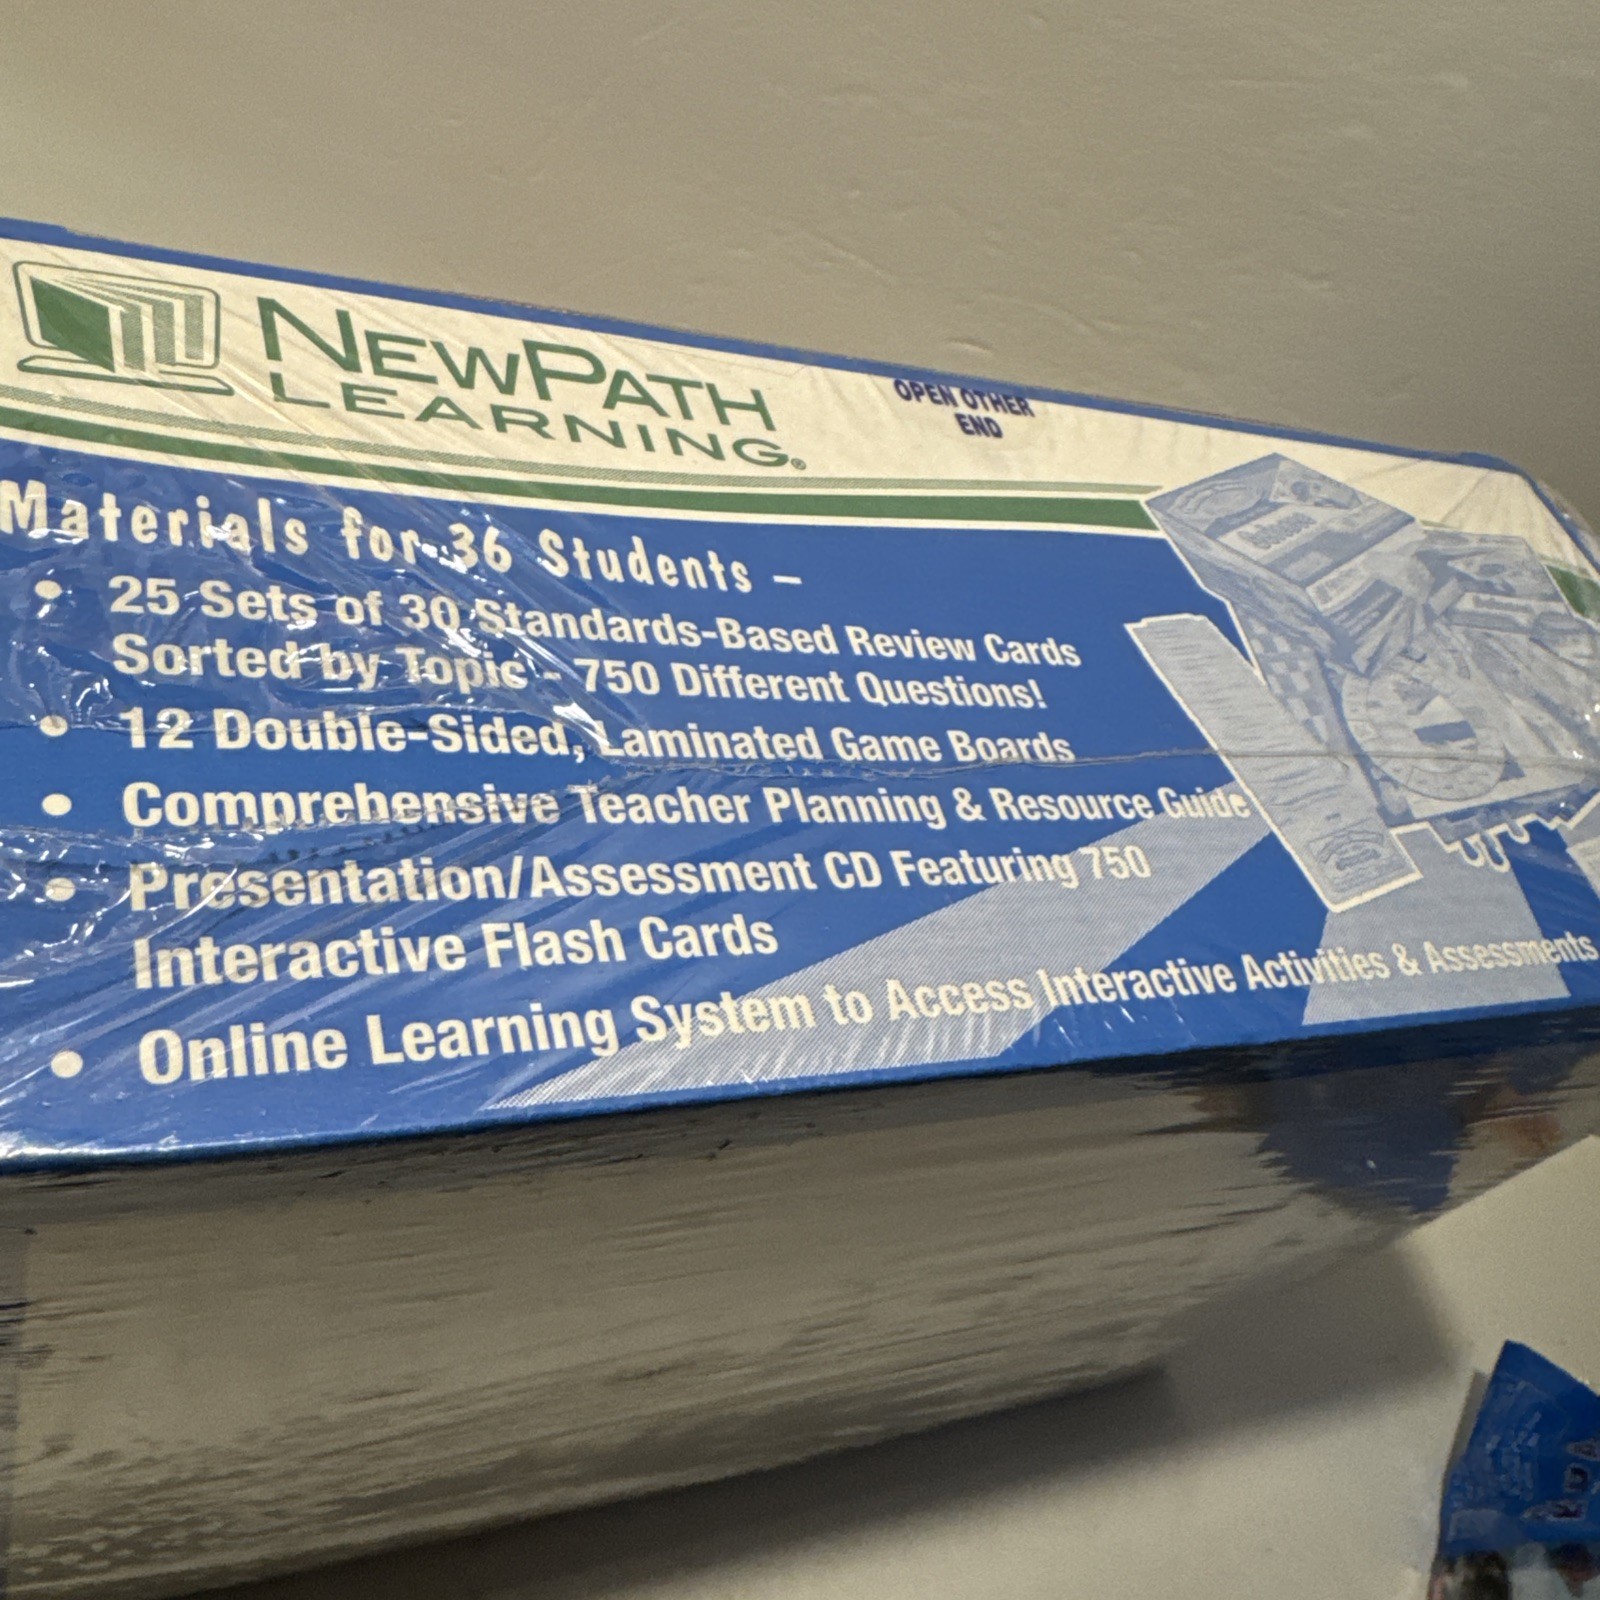 NEWPATH
LEARNING®
OPEN OTHER
END
Materials for 36 Students –
• 25 Sets of 30 Standards-Based Review Cards
Sorted by Topic - 750 Different Questions!
• 12 Double-Sided, Laminated Game Boards
• Comprehensive Teacher Planning & Resource Guide
• Presentation/Assessment CD Featuring 750
Interactive Flash Cards
• Online Learning System to Access Interactive Activities & Assessments